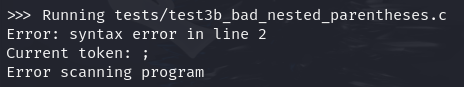 >>> Running tests/test3b_bad_nested_parentheses.c
Error: syntax error in line 2
Current token: ;
Error scanning program